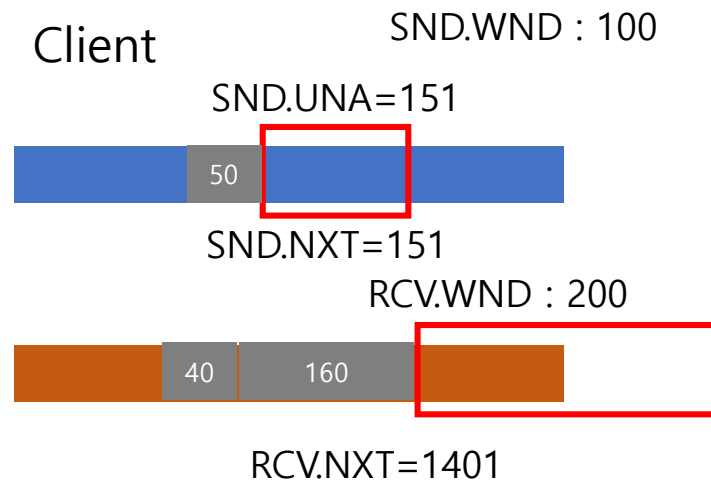 SND.WND : 100
Client
SND.UNA=151
50
SND.NXT=151
RCV.WND : 200
40 160
RCV.NXT=1401